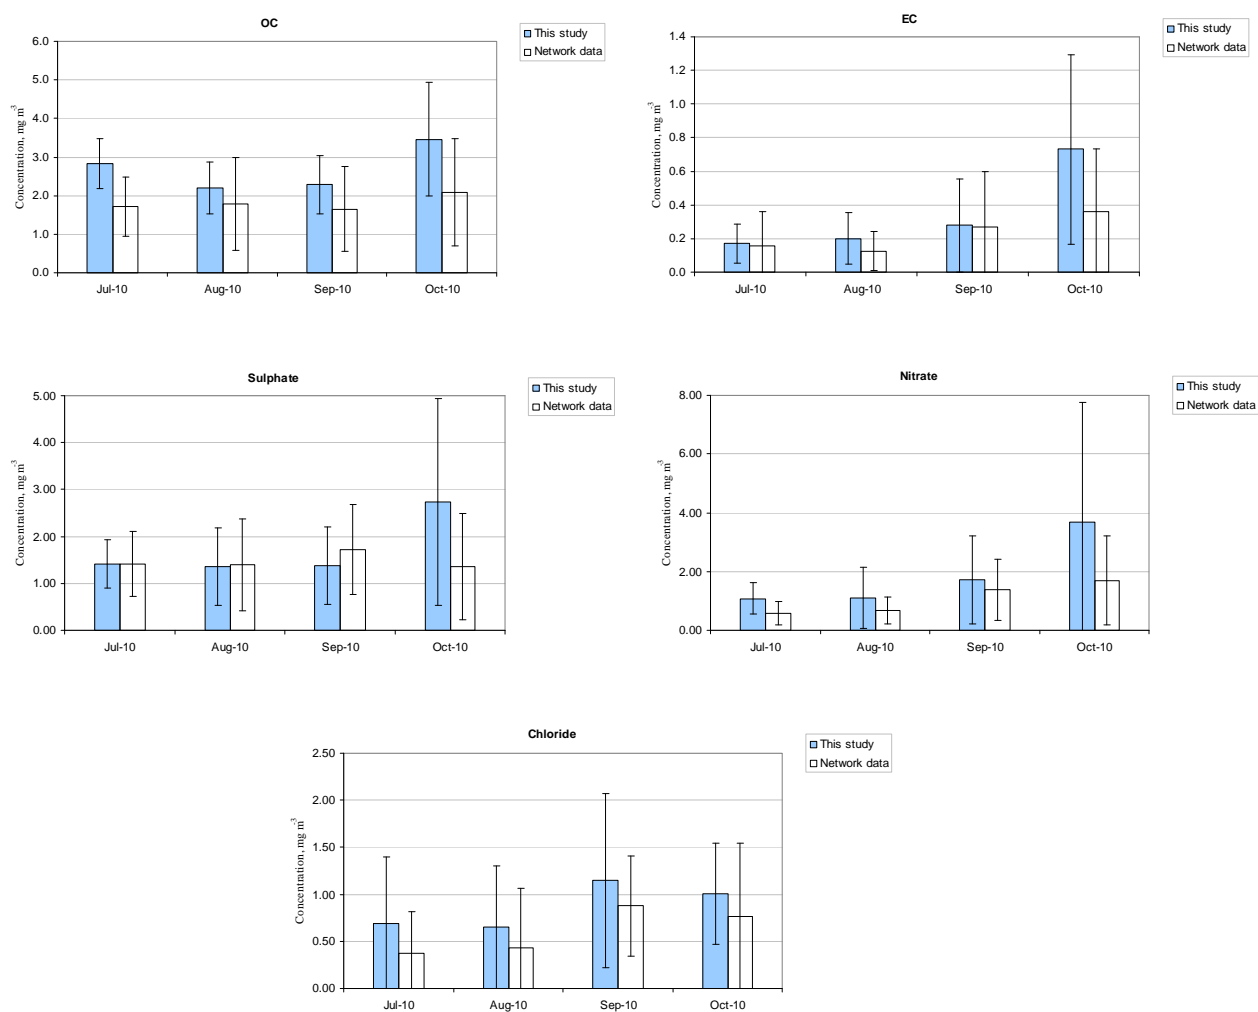 OC
This study
Network data
Concentration, mg m-3
6.0
5.0
4.0
3.0
2.0
1.0
0.0
Jul-10 Aug-10 Sep-10 Oct-10
EC
This study
Network data
Concentration, mg m-3
1.4
1.2
1.0
0.8
0.6
0.4
0.2
0.0
Jul-10 Aug-10 Sep-10 Oct-10
Sulphate
This study
Network data
Concentration, mg m-3
5.00
4.00
3.00
2.00
1.00
0.00
Jul-10 Aug-10 Sep-10 Oct-10
Nitrate
This study
Network data
Concentration, mg m-3
8.00
6.00
4.00
2.00
0.00
Jul-10 Aug-10 Sep-10 Oct-10
Chloride
This study
Network data
Concentration, mg m-3
2.50
2.00
1.50
1.00
0.50
0.00
Jul-10 Aug-10 Sep-10 Oct-10